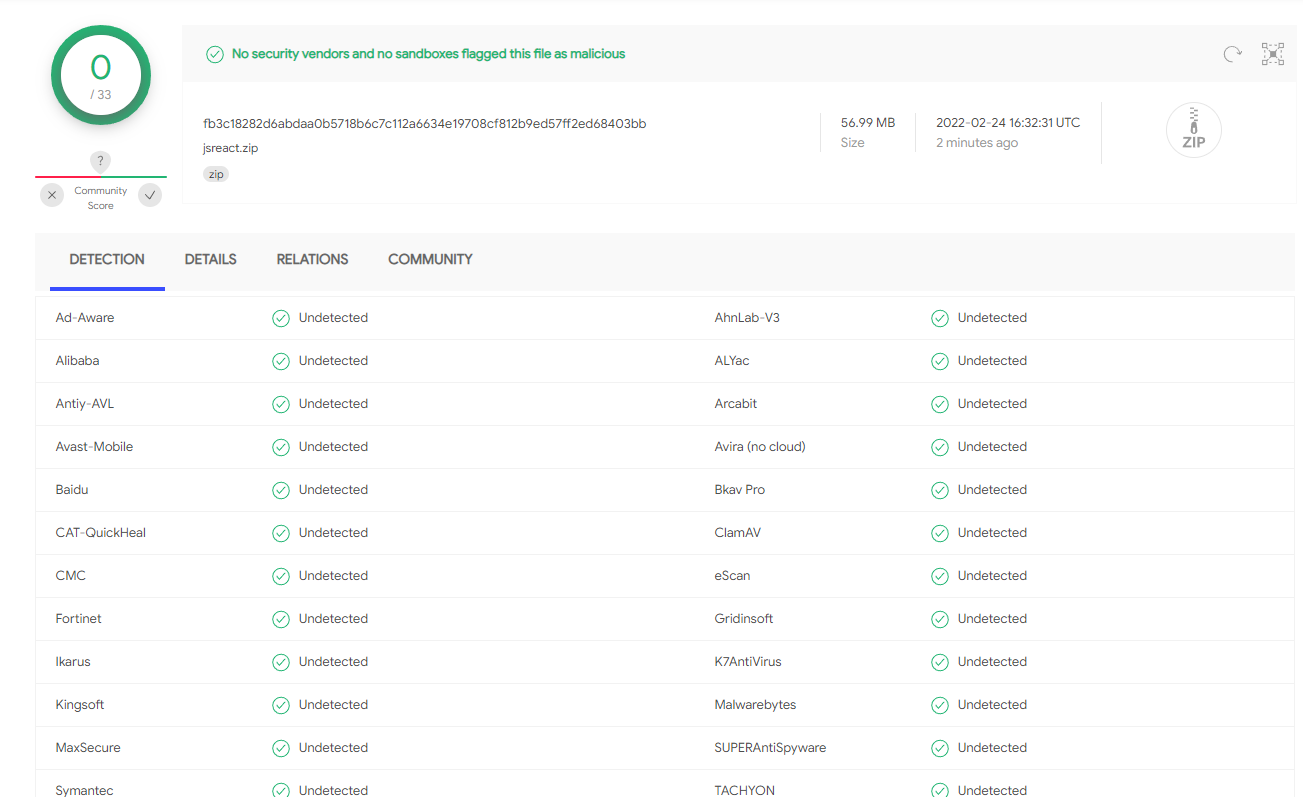 0
/ 33
?
Community
Score
No security vendors and no sandboxes flagged this file as malicious
fb3c18282d6abdaa0b5718b6c7c112a6634e19708cf812b9ed57ff2ed68403bb
jsreact.zip
zip
56.99 MB
Size
2022-02-24 16:32:31 UTC
2 minutes ago
ZIP
DETECTION DETAILS RELATIONS COMMUNITY
Ad-Aware Undetected AhnLab-V3 Undetected
Alibaba Undetected ALYac Undetected
Antiy-AVL Undetected Arcabit Undetected
Avast-Mobile Undetected Avira (no cloud) Undetected
Baidu Undetected Bkav Pro Undetected
CAT-QuickHeal Undetected ClamAV Undetected
CMC Undetected eScan Undetected
Fortinet Undetected Gridinsoft Undetected
Ikarus Undetected K7AntiVirus Undetected
Kingsoft Undetected Malwarebytes Undetected
MaxSecure Undetected SUPERAntiSpyware Undetected
Symantec Undetected TACHYON Undetected